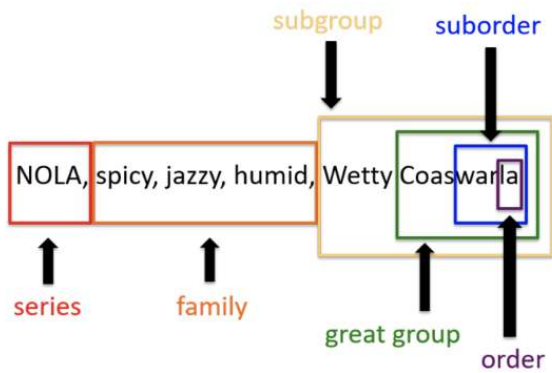 subgroup
suborder
NOLA, spicy, jazzy, humid, Wetty Coaswarla
series
family
great group
order